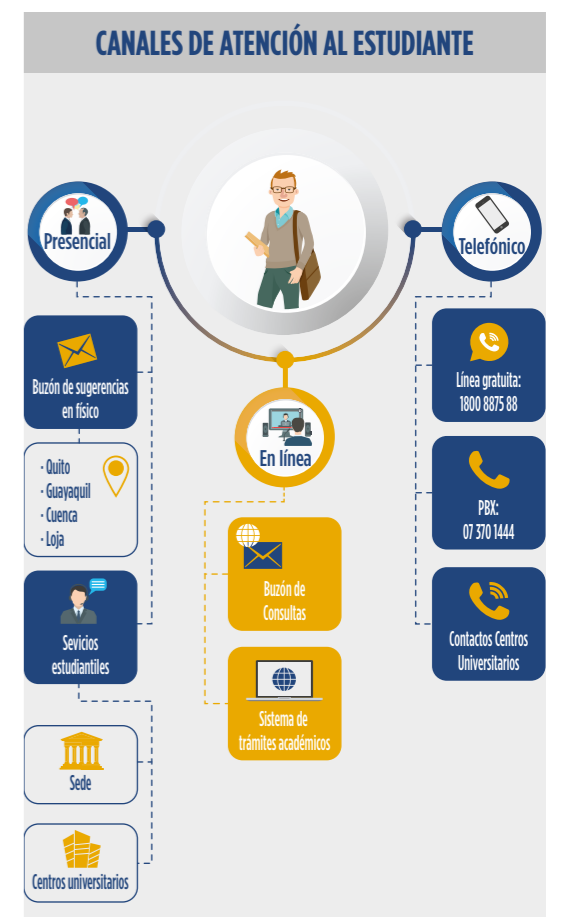 CANALES DE ATENCIÓN AL ESTUDIANTE
Presencial
Buzón de sugerencias
en físico
· Quito
· Guayaquil
· Cuenca
· Loja
Sevicios
estudiantiles
Sede
Centros universitarios
En línea
Buzón de
Consultas
Sistema de
trámites académicos
Telefónico
Línea gratuita:
1800 8875 88
PBX:
07 370 1444
Contactos Centros
Universitarios